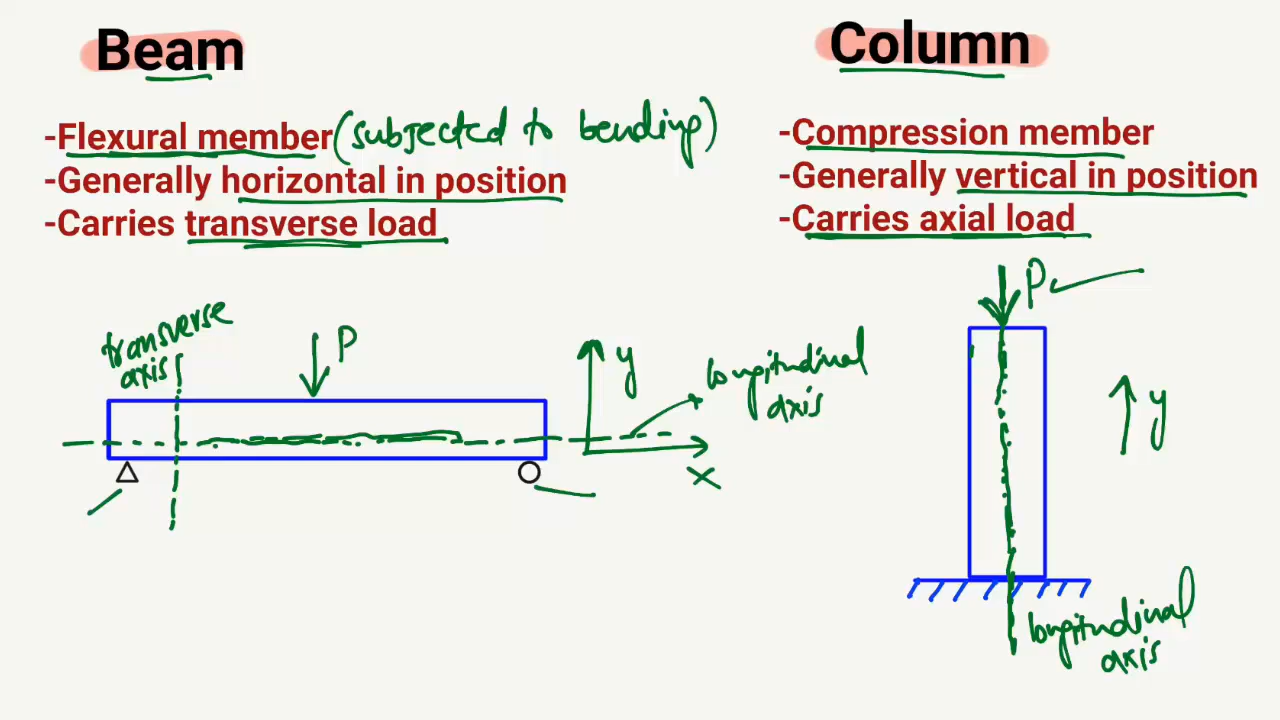 Beam
-Flexural member (subjected to bending)
-Generally horizontal in position
-Carries transverse load
transverse
axis
P
y
x
longitudinal
axis
Column
-Compression member
-Generally vertical in position
-Carries axial load
P
y
longitudinal
axis